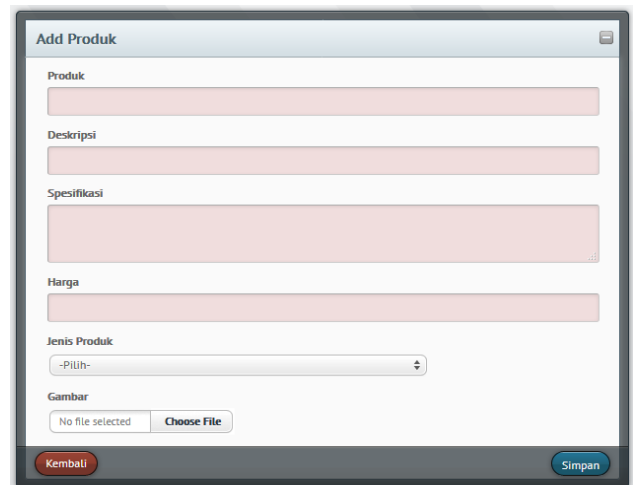 Add Produk
Produk
Deskripsi
Spesifikasi
Harga
Jenis Produk
-Pilih-
Gambar
No file selected Choose File
Kembali Simpan